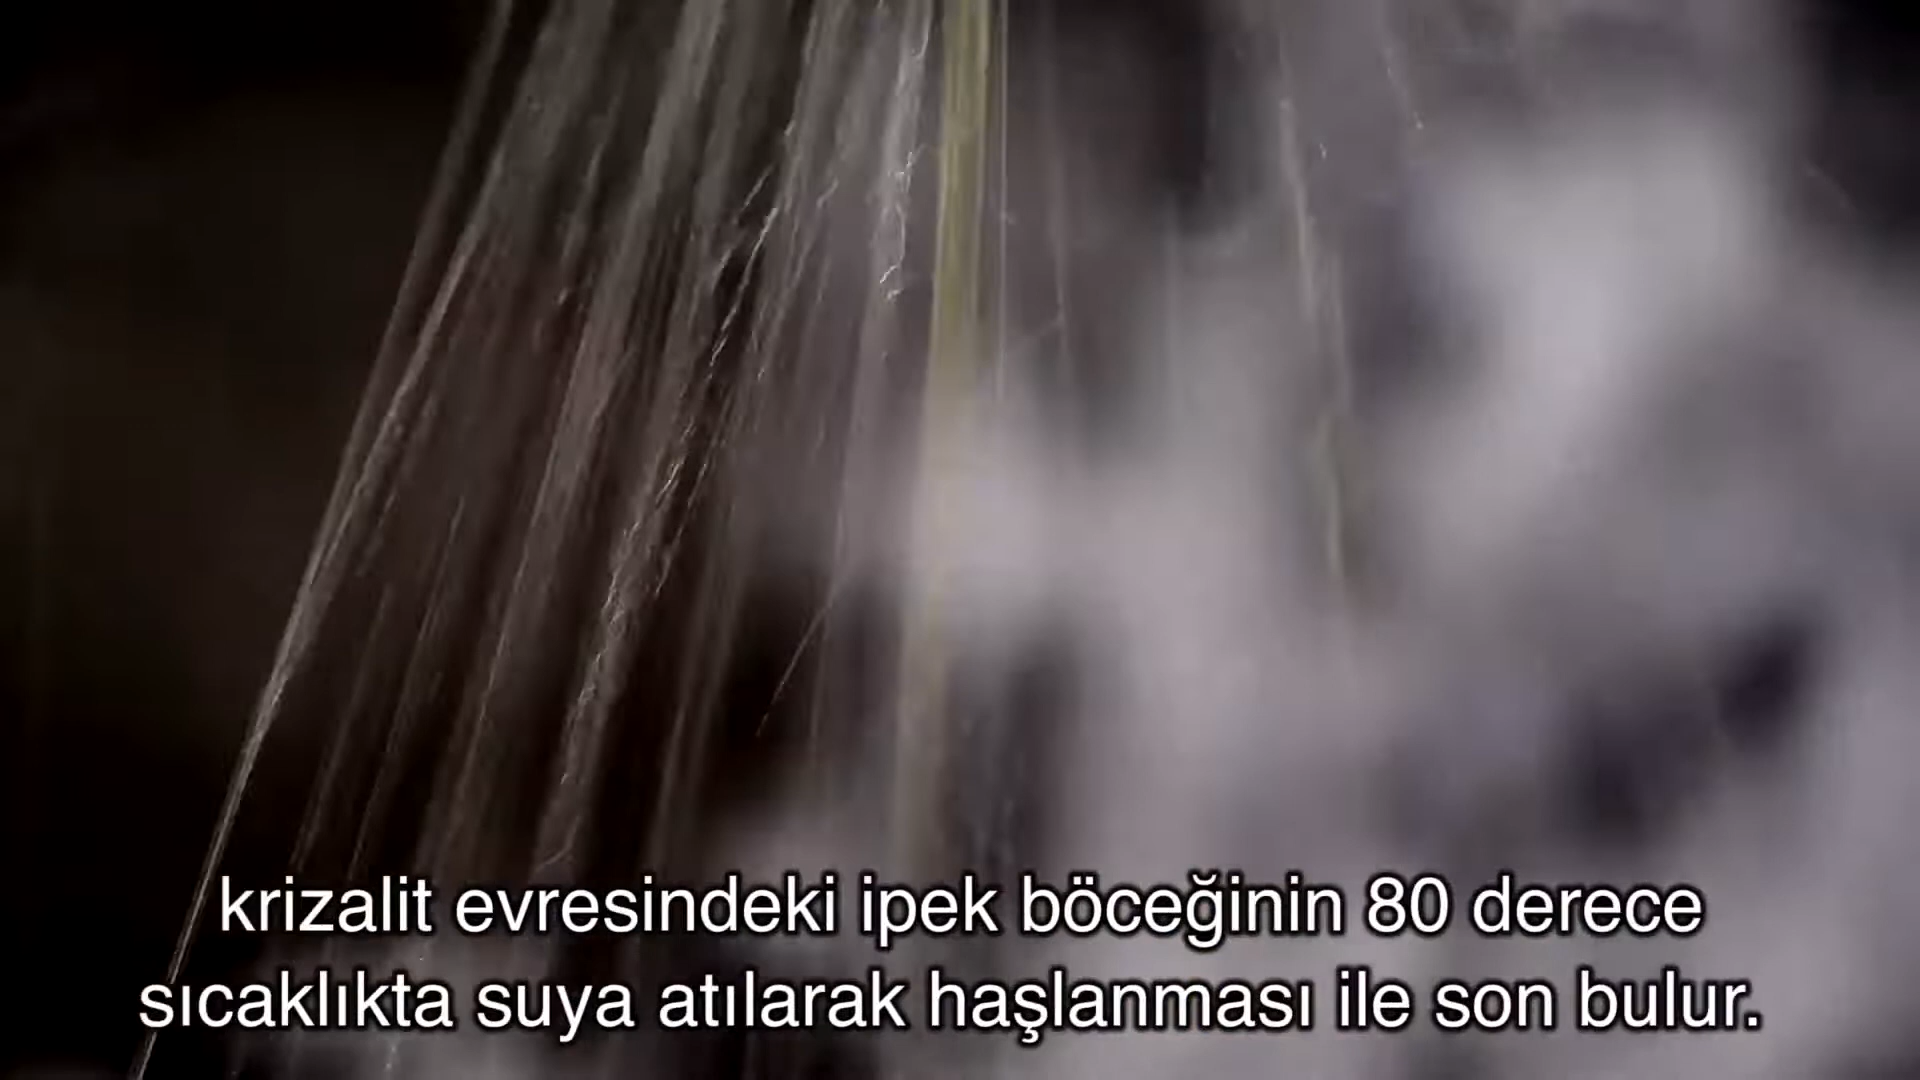 krizalit evresindeki ipek böceğinin 80 derece
sıcaklıkta suya atılarak haşlanması ile son bulur.